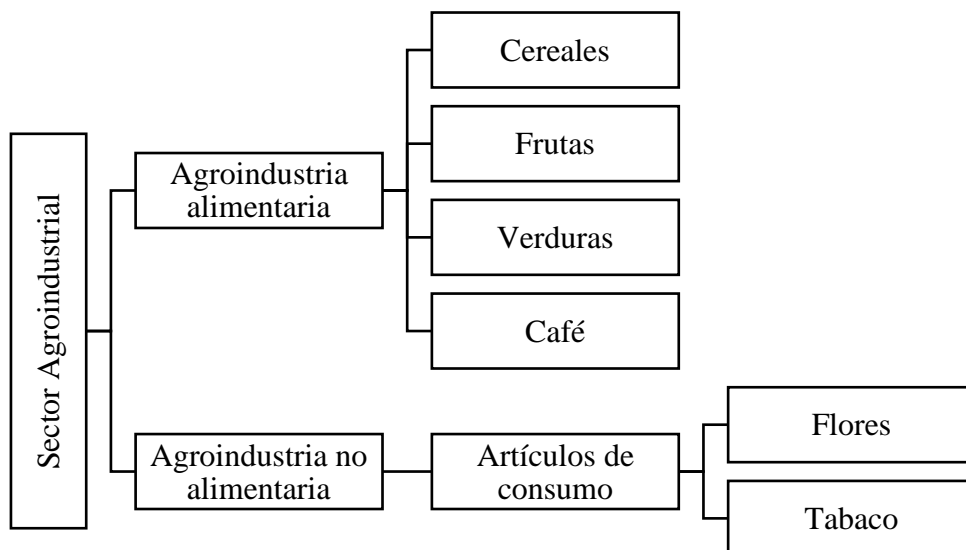 Sector Agroindustrial
Agroindustria
alimentaria
Cereales
Frutas
Verduras
Café
Agroindustria no
alimentaria
Artículos de
consumo
Flores
Tabaco